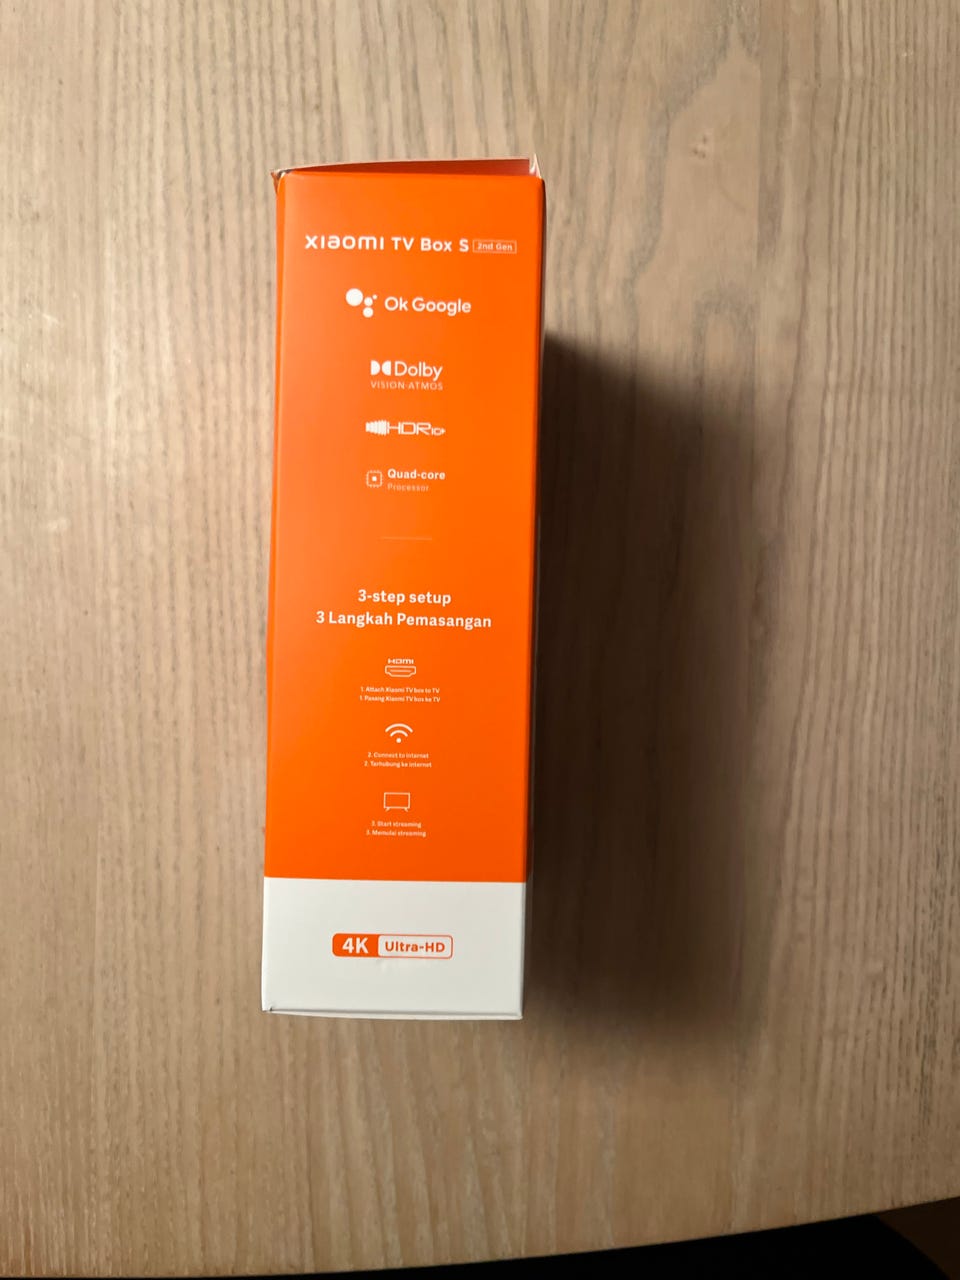 xiaomi TV Box S 2nd Gen
Ok Google
Dolby
VISION·ATMOS
HDR10+
Quad-core
Processor
3-step setup
3 Langkah Pemasangan
HDMI
1. Attach Xiaomi TV box to TV
1. Pasang Xiaomi TV box ke TV
2. Connect to internet
2. Terhubung ke internet
3. Start streaming
3. Memulai streaming
4K Ultra-HD